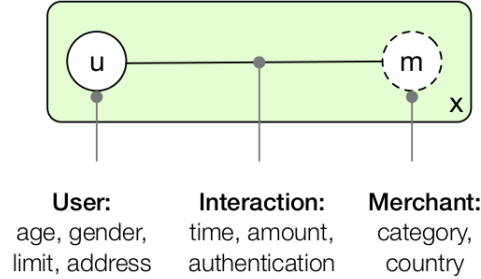 u
m
x
User:
age, gender,
limit, address
Interaction:
time, amount,
authentication
Merchant:
category,
country